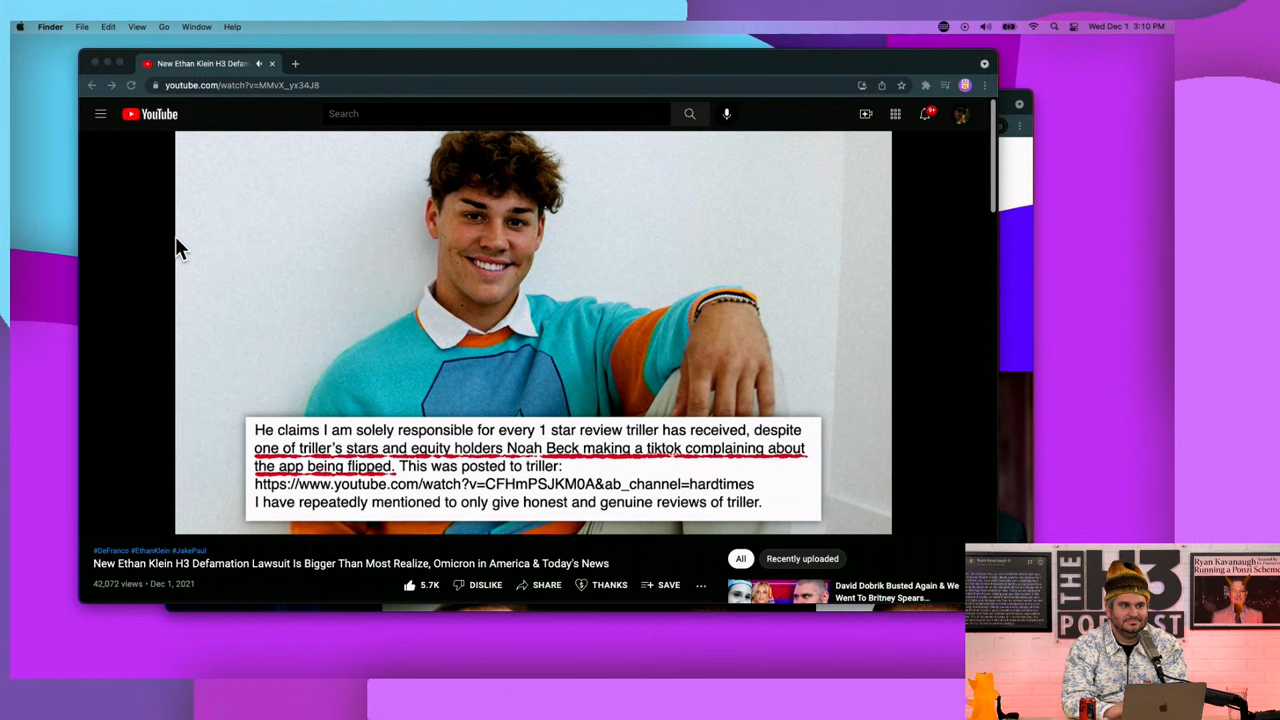 Finder File Edit View Go Window Help
Wed Dec 1 3:10 PM
New Ethan Klein H3 Defam
youtube.com/watch?v=MMvX_yx34J8
YouTube
Search
9+
He claims I am solely responsible for every 1 star review triller has received, despite
one of triller's stars and equity holders Noah Beck making a tiktok complaining about
the app being flipped. This was posted to triller:
https://www.youtube.com/watch?v=CFHmPSJKM0A&ab_channel=hardtimes
I have repeatedly mentioned to only give honest and genuine reviews of triller.
#DeFranco #EthanKlein #JakePaul
New Ethan Klein H3 Defamation Lawsuit Is Bigger Than Most Realize, Omicron in America & Today's News
42,072 views • Dec 1, 2021
5.7K DISLIKE SHARE THANKS SAVE
All Recently uploaded
David Dobrik Busted Again & We
Went To Britney Spears...
THE
PODCAST
Ryan Kavanaugh
Running a Ponzi Scheme